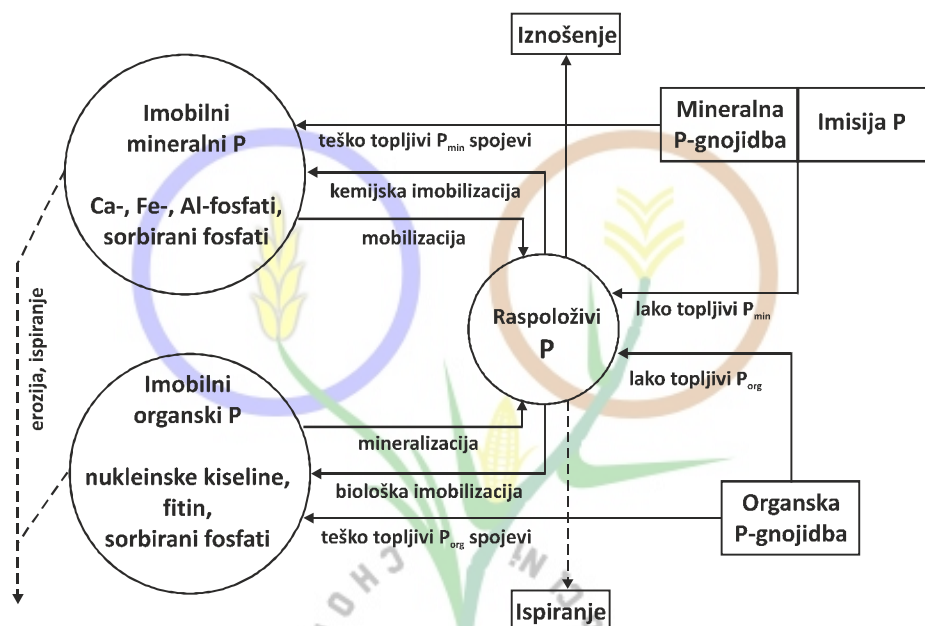 Iznošenje
Imobilni
mineralni P
Ca-, Fe-, Al-fosfati,
sorbirani fosfati
Mineralna
P-gnojidba
Imisija P
teško topljivi Pmin spojevi
kemijska imobilizacija
mobilizacija
Raspoloživi
P
lako topljivi Pmin
lako topljivi Porg
erozija, ispiranje
Imobilni
organski P
nukleinske kiseline,
fitin,
sorbirani fosfati
mineralizacija
biološka imobilizacija
teško topljivi Porg spojevi
Organska
P-gnojidba
Ispiranje